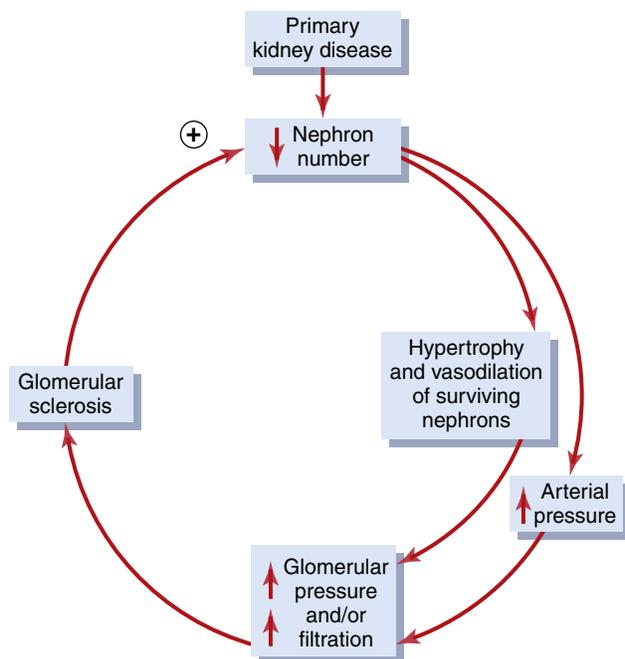 Primary
kidney disease
+
Nephron
number
Hypertrophy
and vasodilation
of surviving
nephrons
Glomerular
sclerosis
Arterial
pressure
Glomerular
pressure
and/or
filtration